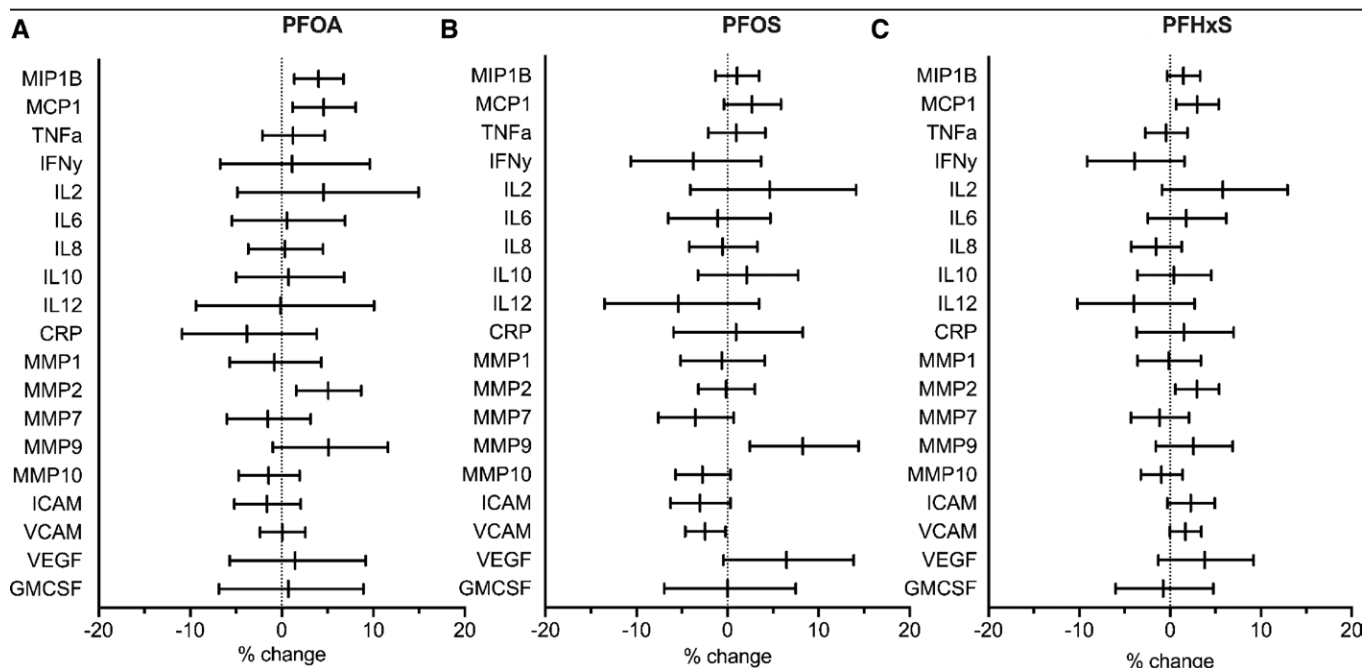 A PFOA
MIP1B
MCP1
TNFa
IFNy
IL2
IL6
IL8
IL10
IL12
CRP
MMP1
MMP2
MMP7
MMP9
MMP10
ICAM
VCAM
VEGF
GMCSF
-20 -10 0 10 20
% change
B PFOS
MIP1B
MCP1
TNFa
IFNy
IL2
IL6
IL8
IL10
IL12
CRP
MMP1
MMP2
MMP7
MMP9
MMP10
ICAM
VCAM
VEGF
GMCSF
-20 -10 0 10 20
% change
C PFHxS
MIP1B
MCP1
TNFa
IFNy
IL2
IL6
IL8
IL10
IL12
CRP
MMP1
MMP2
MMP7
MMP9
MMP10
ICAM
VCAM
VEGF
GMCSF
-20 -10 0 10 20
% change